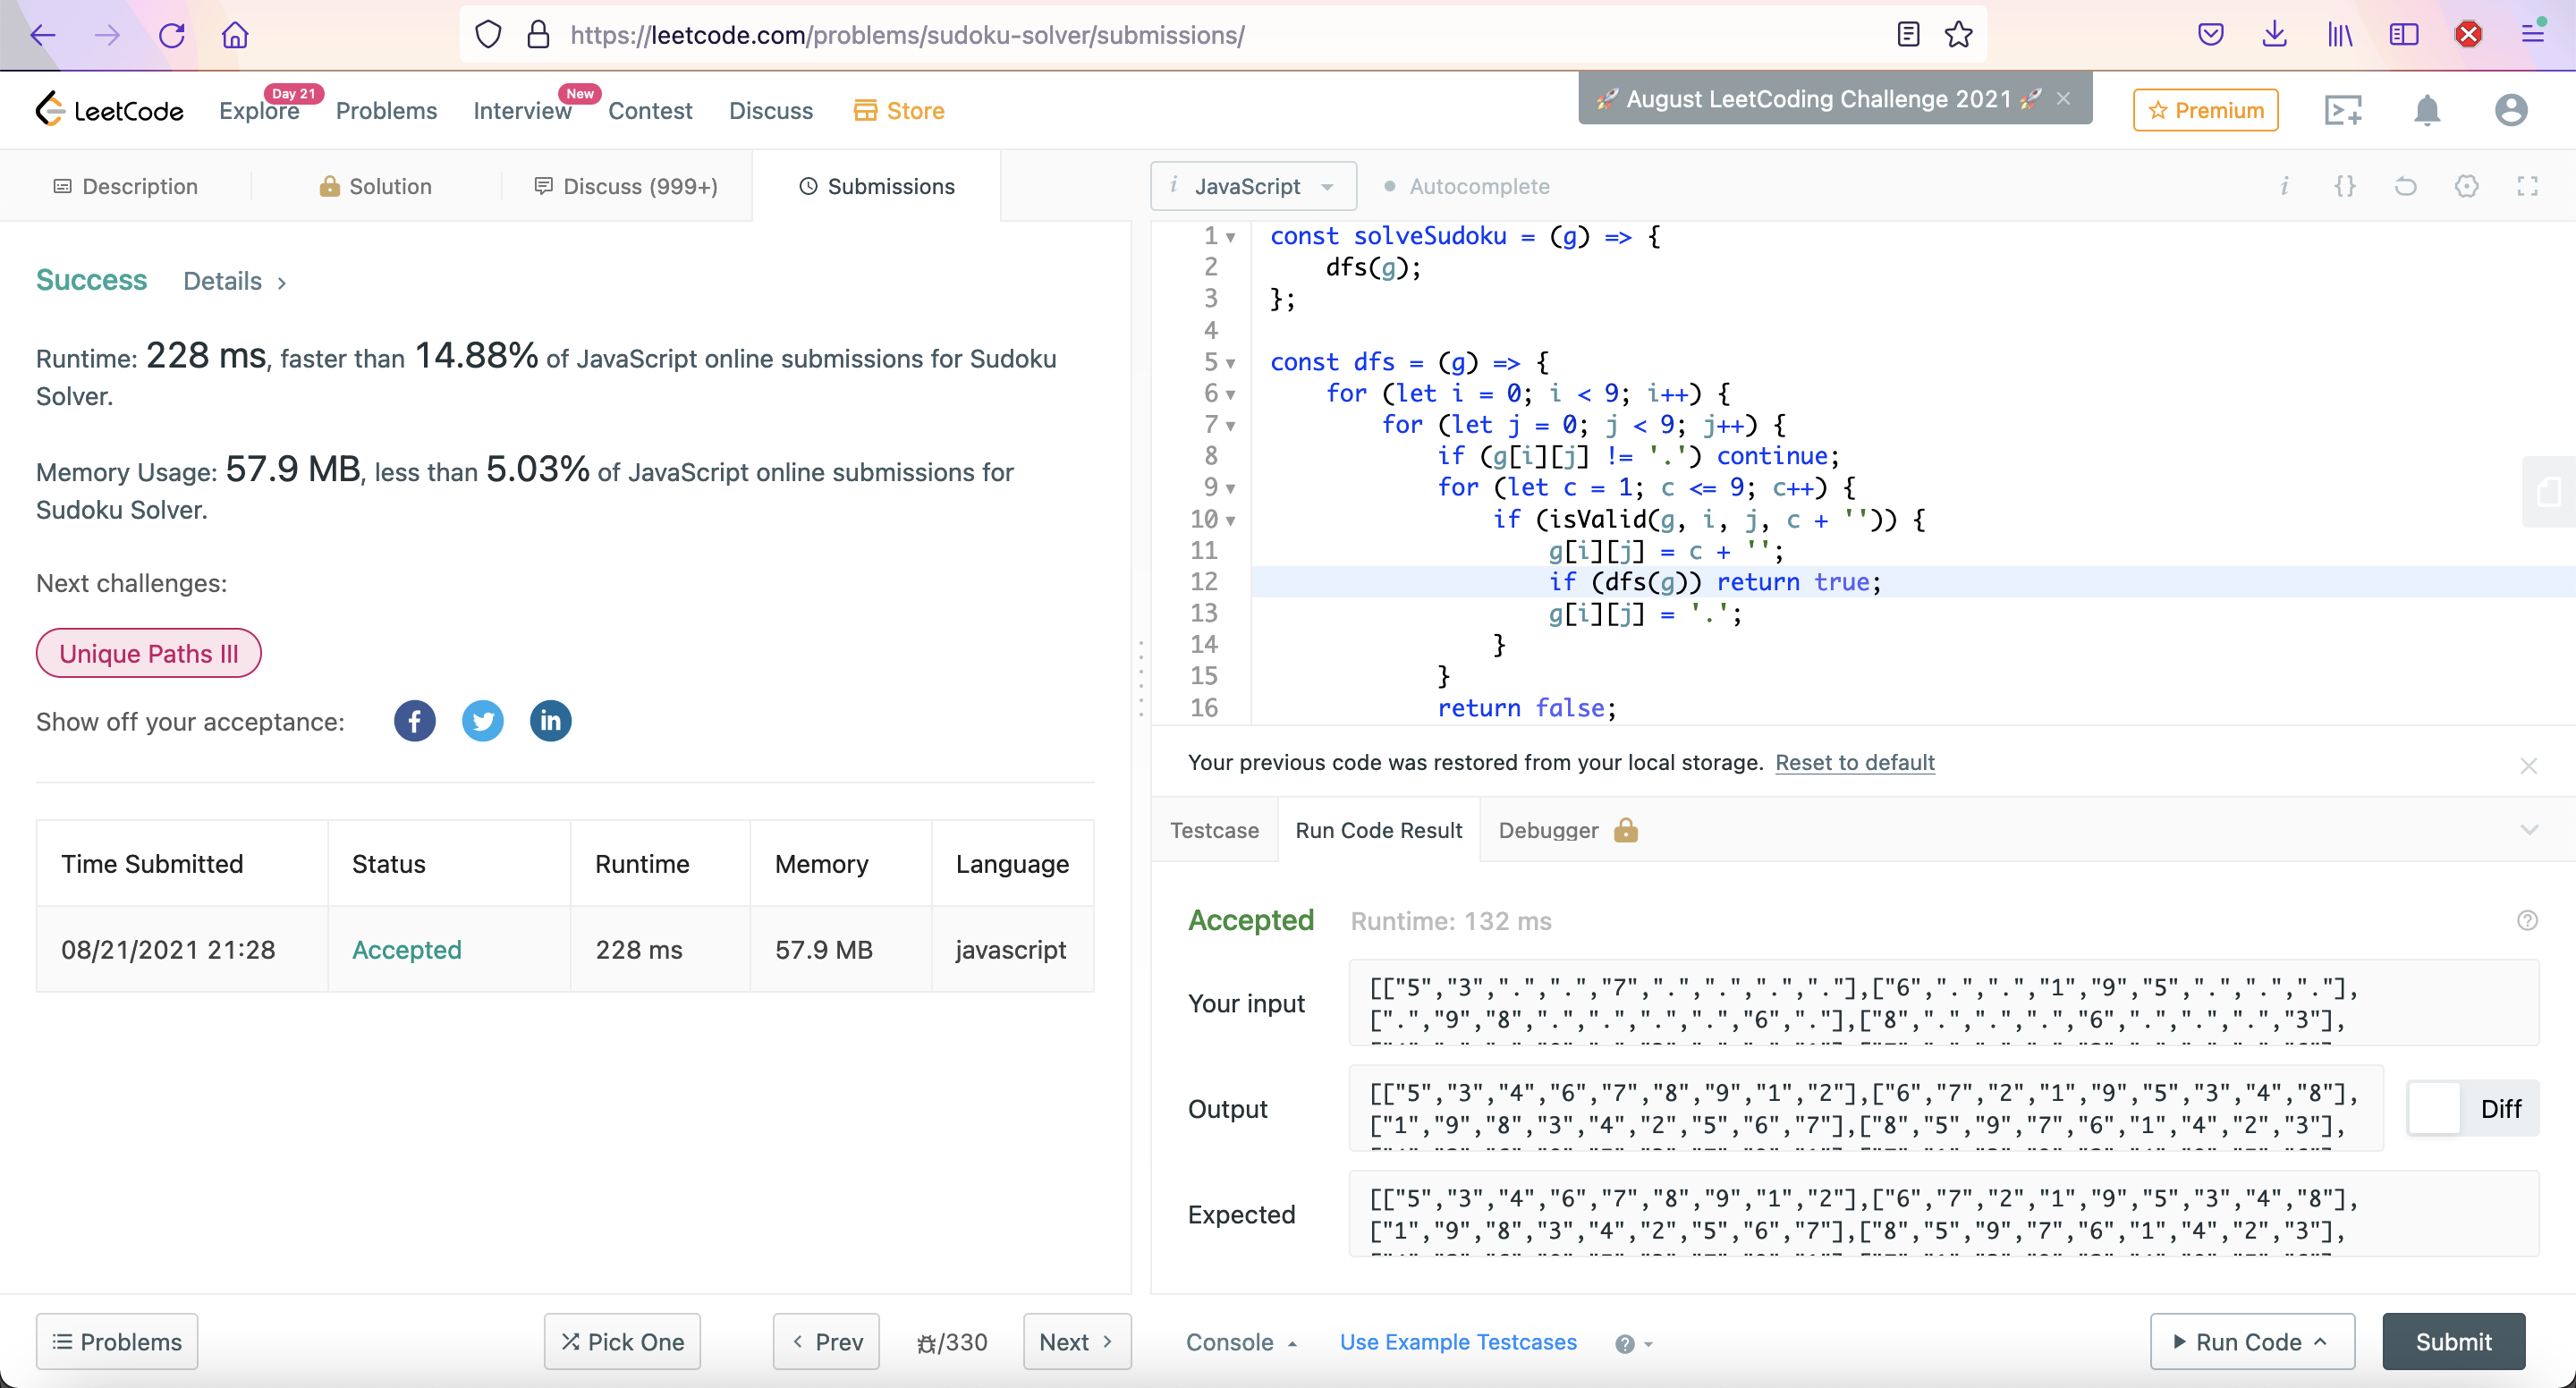 https://leetcode.com/problems/sudoku-solver/submissions/
LeetCode
Explore
Day 21
Problems
Interview
New
Contest
Discuss
Store
🚀 August LeetCoding Challenge 2021 🚀 ×
Premium
Description
Solution
Discuss (999+)
Submissions
i JavaScript
Autocomplete
Success Details >
Runtime: 228 ms, faster than 14.88% of JavaScript online submissions for Sudoku
Solver.
Memory Usage: 57.9 MB, less than 5.03% of JavaScript online submissions for
Sudoku Solver.
Next challenges:
Unique Paths III
Show off your acceptance:
Time Submitted Status Runtime Memory Language
08/21/2021 21:28 Accepted 228 ms 57.9 MB javascript
1 const solveSudoku = (g) => {
2 dfs(g);
3 };
4
5 const dfs = (g) => {
6 for (let i = 0; i < 9; i++) {
7 for (let j = 0; j < 9; j++) {
8 if (g[i][j] != '.') continue;
9 for (let c = 1; c <= 9; c++) {
10 if (isValid(g, i, j, c + '')) {
11 g[i][j] = c + '';
12 if (dfs(g)) return true;
13 g[i][j] = '.';
14 }
15 }
16 return false;
Your previous code was restored from your local storage. Reset to default
Testcase
Run Code Result
Debugger
Accepted Runtime: 132 ms
Your input
[["5","3",".",".","7",".",".",".","."],["6",".",".","1","9","5",".",".","."],
[".","9","8",".",".",".",".","6","."],["8",".",".",".","6",".",".",".","3"],
Output
[["5","3","4","6","7","8","9","1","2"],["6","7","2","1","9","5","3","4","8"],
["1","9","8","3","4","2","5","6","7"],["8","5","9","7","6","1","4","2","3"],
Diff
Expected
[["5","3","4","6","7","8","9","1","2"],["6","7","2","1","9","5","3","4","8"],
["1","9","8","3","4","2","5","6","7"],["8","5","9","7","6","1","4","2","3"],
Problems
Pick One
< Prev
/330
Next >
Console
Use Example Testcases
Run Code
Submit